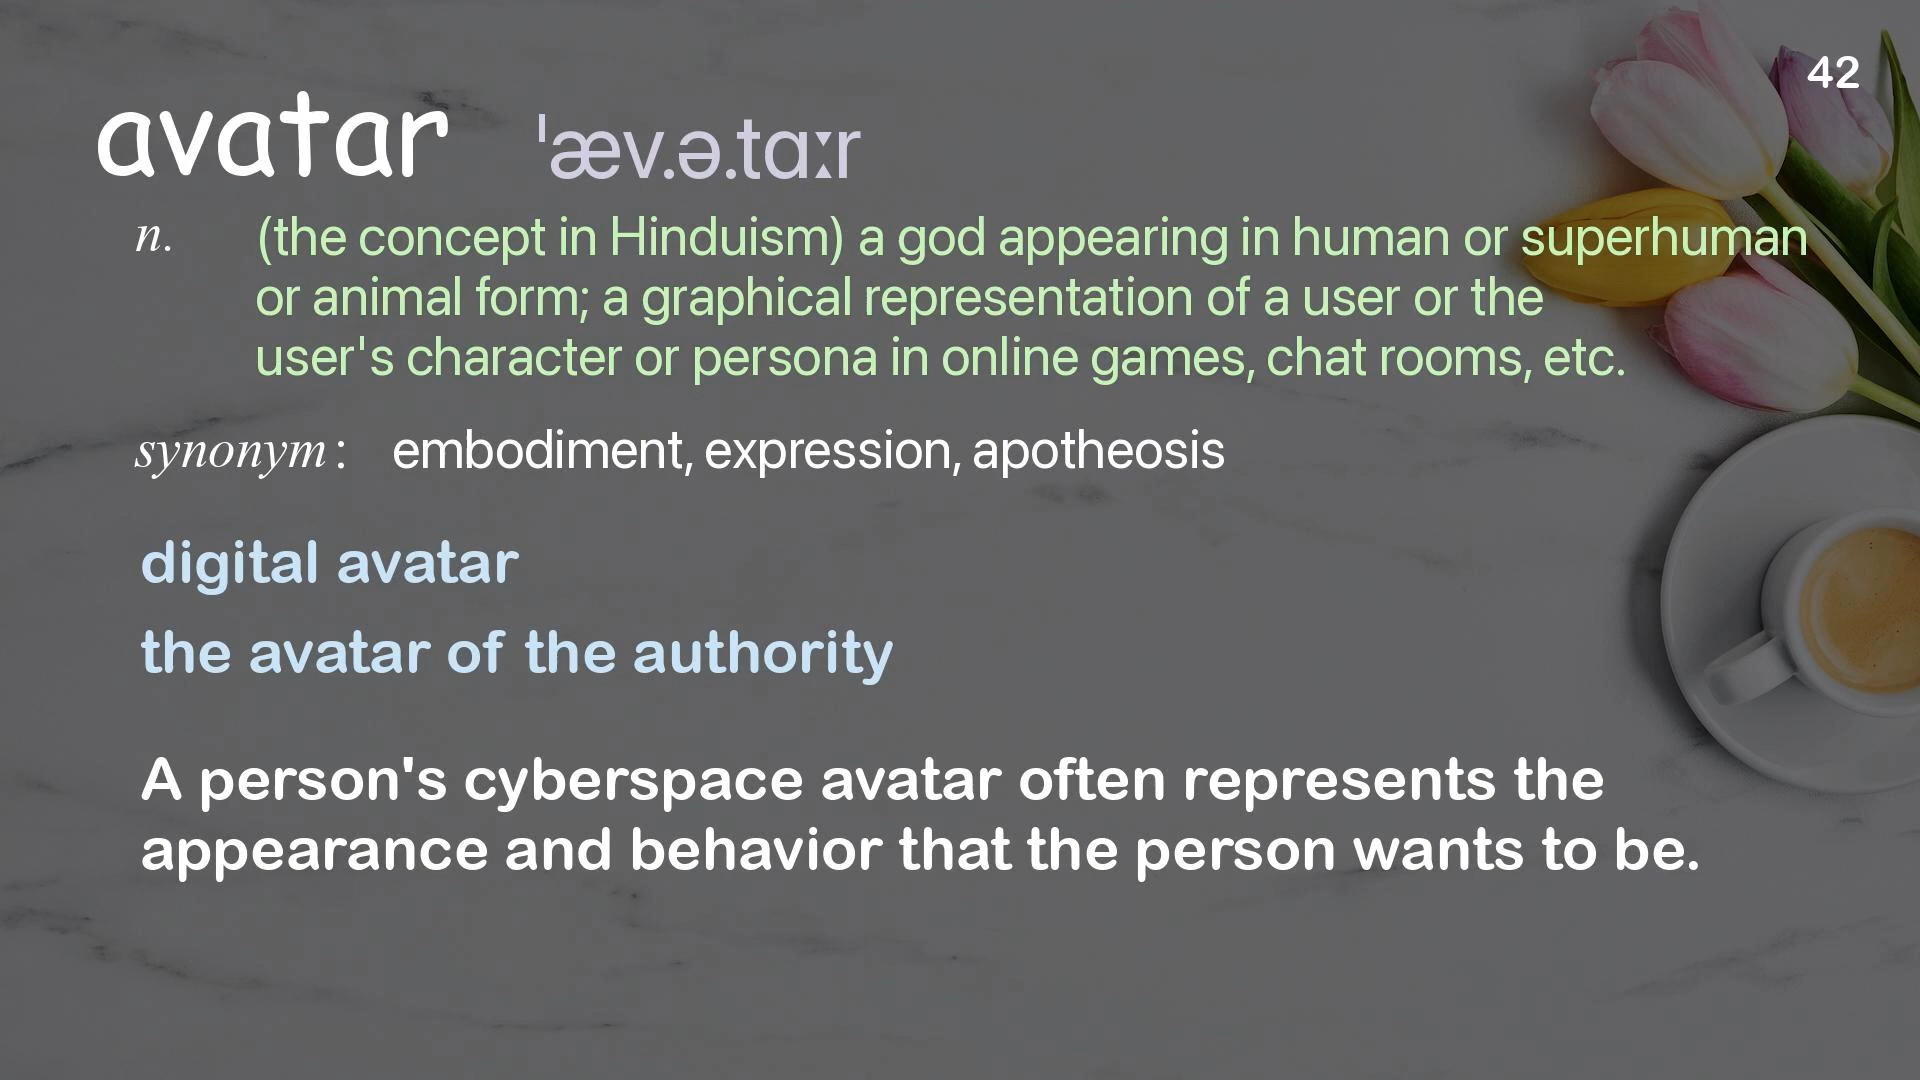 42
avatar ˈæv.ə.tɑːr
n. (the concept in Hinduism) a god appearing in human or superhuman
or animal form; a graphical representation of a user or the
user's character or persona in online games, chat rooms, etc.
synonym: embodiment, expression, apotheosis
digital avatar
the avatar of the authority
A person's cyberspace avatar often represents the
appearance and behavior that the person wants to be.